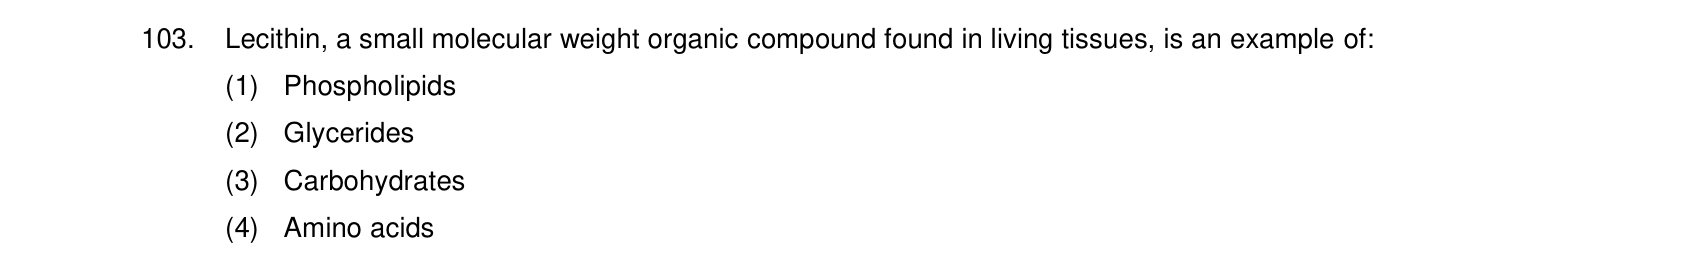 103. Lecithin, a small molecular weight organic compound found in living tissues, is an example of:
(1) Phospholipids
(2) Glycerides
(3) Carbohydrates
(4) Amino acids